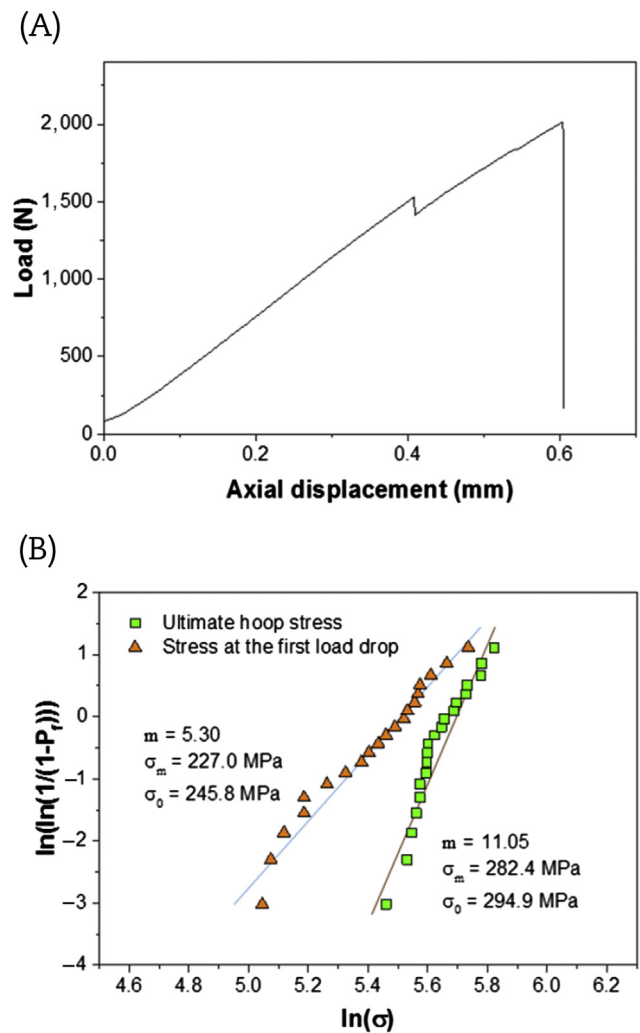 (A)
2,000
1,500
1,000
500
0
0.0 0.2 0.4 0.6
Load (N)
Axial displacement (mm)
(B)
2
1
0
–1
–2
–3
–4
Ultimate hoop stress
Stress at the first load drop
m = 5.30
σm = 227.0 MPa
σ0 = 245.8 MPa
m = 11.05
σm = 282.4 MPa
σ0 = 294.9 MPa
4.6 4.8 5.0 5.2 5.4 5.6 5.8 6.0 6.2
ln(ln(1/(1-Pf)))
ln(σ)